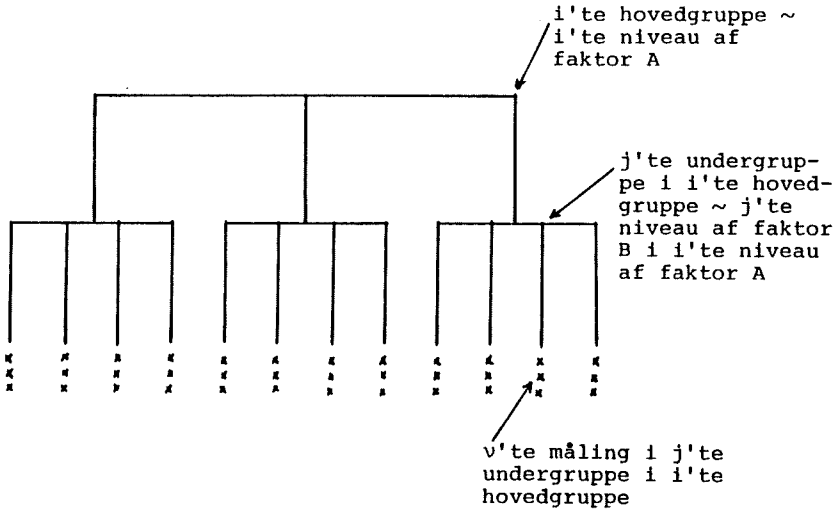 i'te hovedgruppe ~
i'te niveau af
faktor A
j'te undergrup-
pe i i'te hoved-
gruppe ~ j'te
niveau af faktor
B i i'te niveau
af faktor A
ν'te måling i j'te
undergruppe i i'te
hovedgruppe